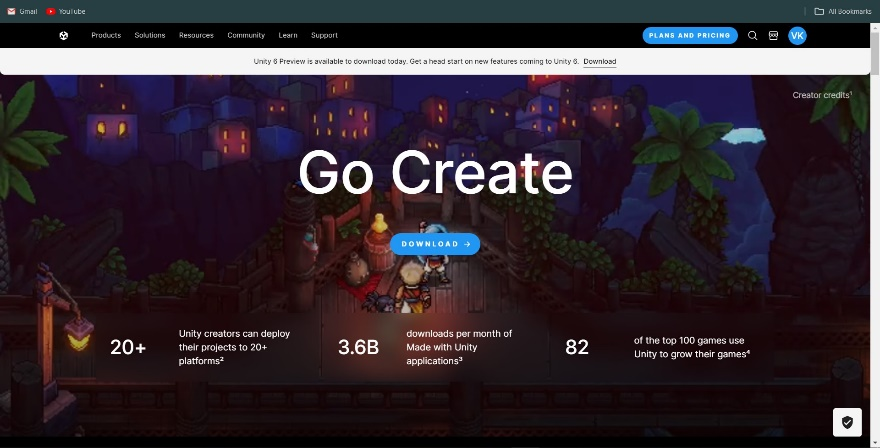 Gmail YouTube All Bookmarks
Products Solutions Resources Community Learn Support PLANS AND PRICING VK
Unity 6 Preview is available to download today. Get a head start on new features coming to Unity 6. Download
Creator credits¹
Go Create
DOWNLOAD →
20+
Unity creators can deploy
their projects to 20+
platforms²
3.6B
downloads per month of
Made with Unity
applications³
82
of the top 100 games use
Unity to grow their games⁴